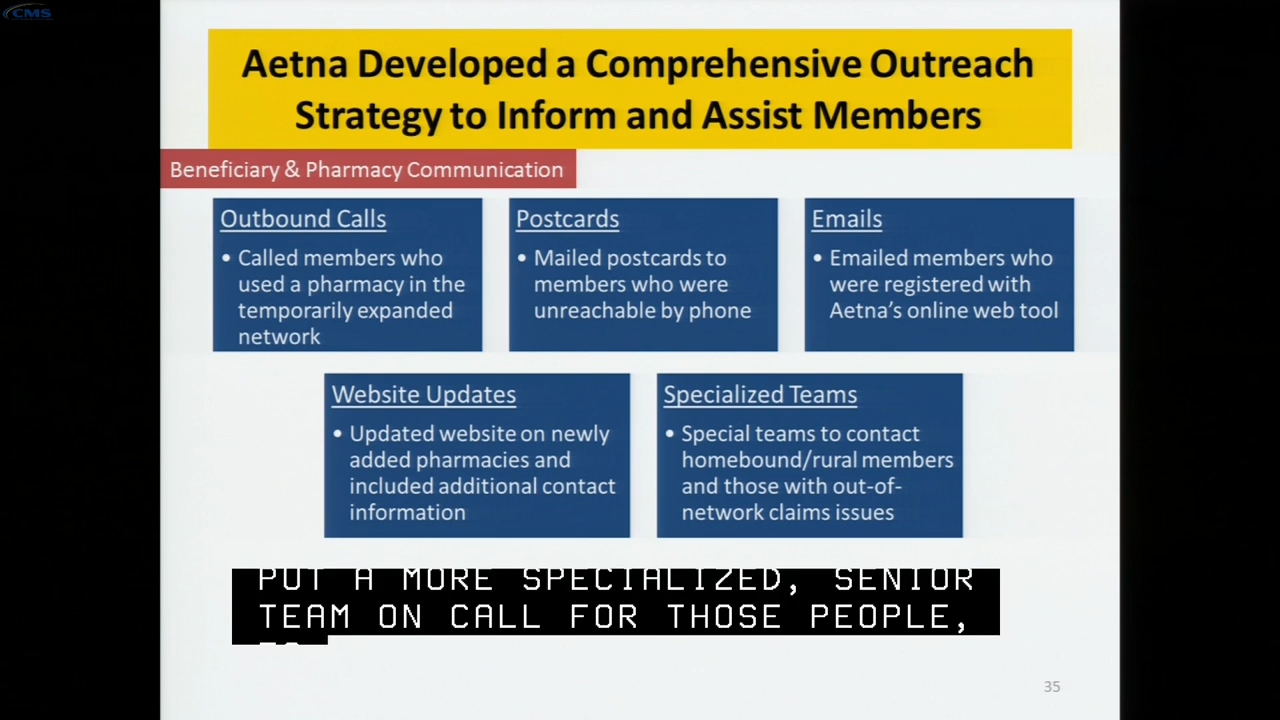 CMS
Aetna Developed a Comprehensive Outreach
Strategy to Inform and Assist Members
Beneficiary & Pharmacy Communication
Outbound Calls
• Called members who
used a pharmacy in the
temporarily expanded
network
Postcards
• Mailed postcards to
members who were
unreachable by phone
Emails
• Emailed members who
were registered with
Aetna's online web tool
Website Updates
• Updated website on newly
added pharmacies and
included additional contact
information
Specialized Teams
• Special teams to contact
homebound/rural members
and those with out-of-
network claims issues
PUT A MORE SPECIALIZED, SENIOR
TEAM ON CALL FOR THOSE PEOPLE,
35